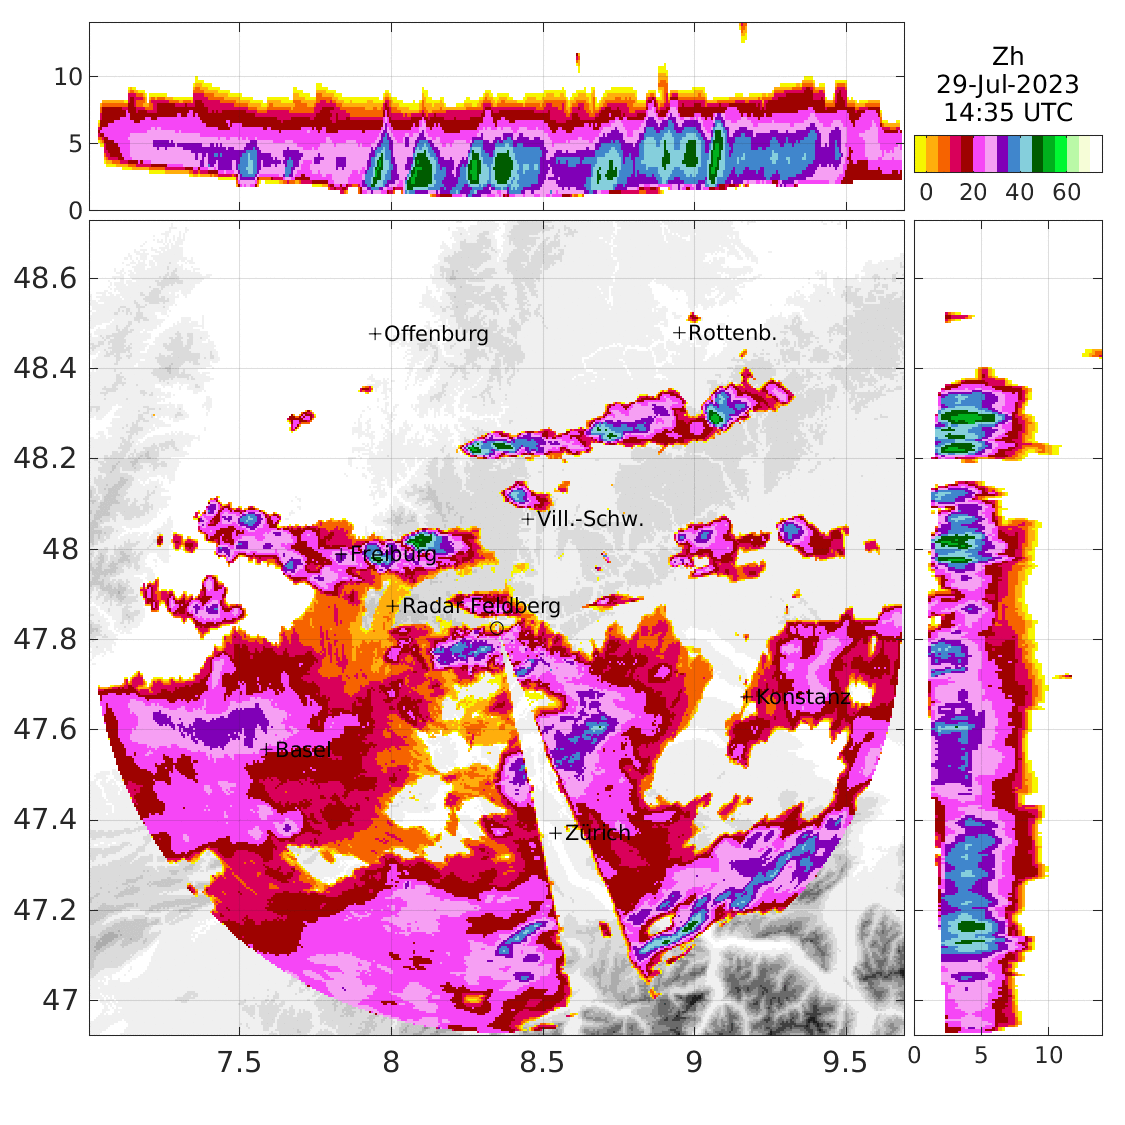 10
5
0
Zh
29-Jul-2023
14:35 UTC
0 20 40 60
48.6
48.4
48.2
48
47.8
47.6
47.4
47.2
47
+Offenburg
+Rottenb.
+Vill.-Schw.
+Freiburg
+Radar Feldberg
+Konstanz
+Basel
+Zürich
7.5 8 8.5 9 9.5
0 5 10